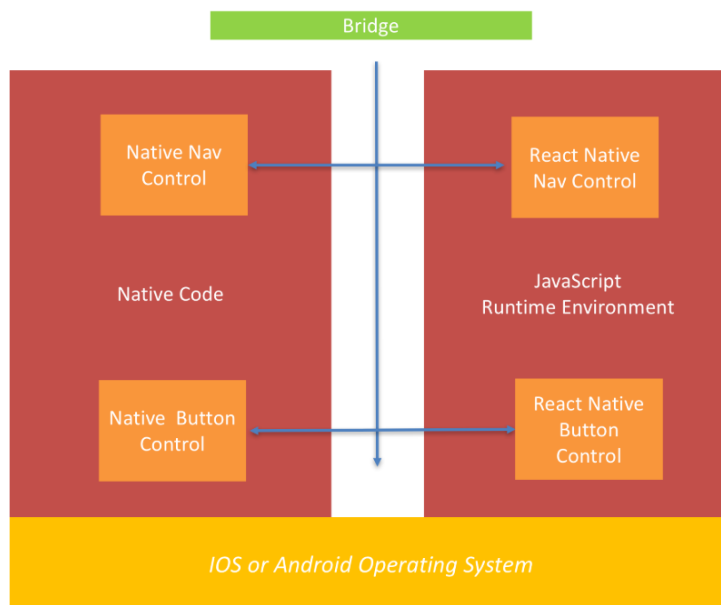 Bridge
Native Nav
Control
React Native
Nav Control
Native Code
JavaScript
Runtime Environment
Native Button
Control
React Native
Button
Control
IOS or Android Operating System